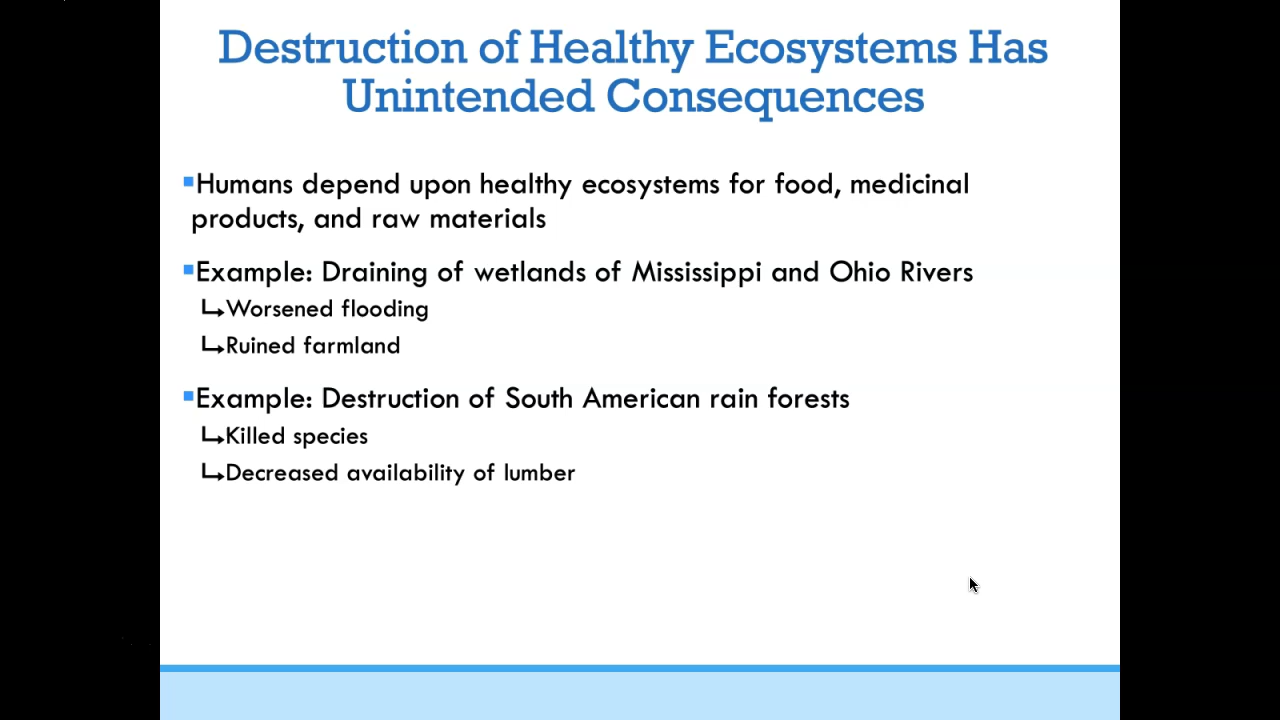 Destruction of Healthy Ecosystems Has
Unintended Consequences
Humans depend upon healthy ecosystems for food, medicinal
products, and raw materials
Example: Draining of wetlands of Mississippi and Ohio Rivers
Worsened flooding
Ruined farmland
Example: Destruction of South American rain forests
Killed species
Decreased availability of lumber